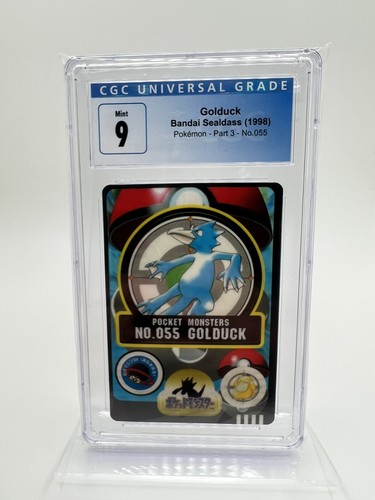 CGC UNIVERSAL GRADE
Mint
9
Golduck
Bandai Sealdass (1998)
Pokémon - Part 3 - No.055
POCKET MONSTERS
NO.055 GOLDUCK